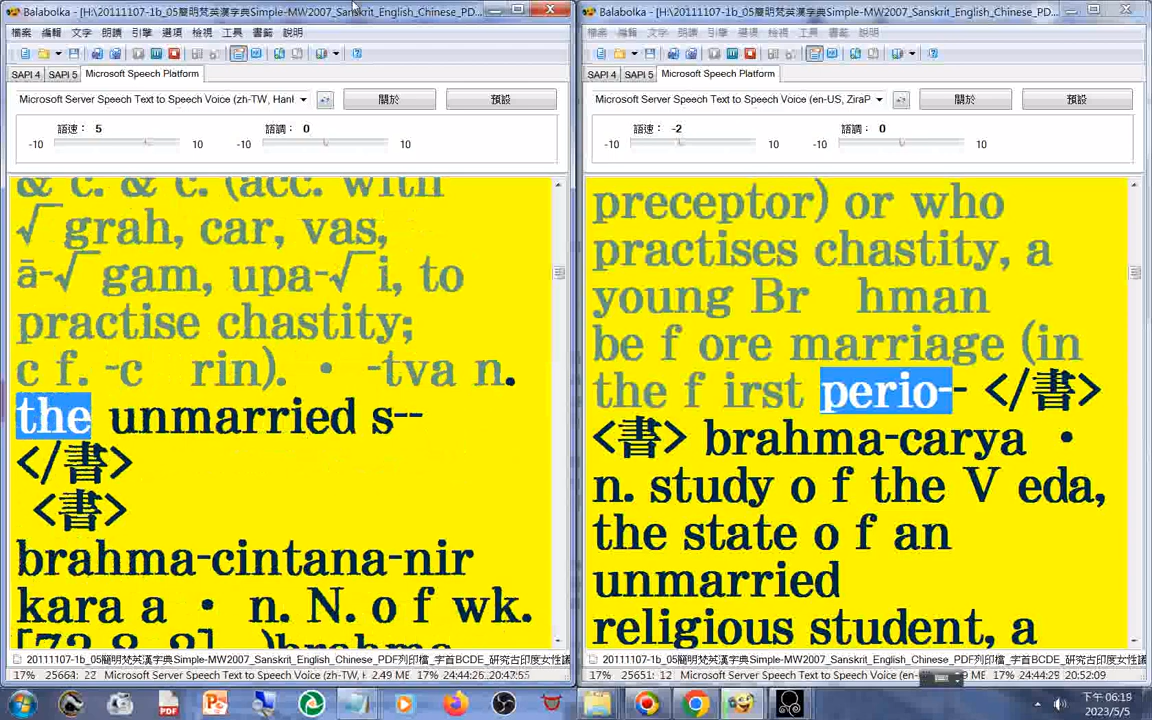 Balabolka - [H:\20111107-1b_05簡明梵英漢字典Simple-MW2007_Sanskrit_English_Chinese_PD...
檔案 編輯 文字 朗讀 引擎 選項 檢視 工具 書籤 說明
SAPI 4 SAPI 5 Microsoft Speech Platform
Microsoft Server Speech Text to Speech Voice (zh-TW, Hanl 關於 預設
語速： 5 語調： 0
-10 10 -10 10
& c. & c. (acc. with
√ grah, car, vas,
ā-√ gam, upa-√ i, to
practise chastity;
c f. -c rin). • -tva n.
the unmarried s--
</書>
<書>
brahma-cintana-nir
kara a • n. N. o f wk.
[73,8, 2] )brahma
20111107-1b_05簡明梵英漢字典Simple-MW2007_Sanskrit_English_Chinese_PDF列印檔_字首BCDE_研究古印度女性議
17% 25664: 22 Microsoft Server Speech Text to Speech Voice (zh-TW, H 2.49 MB 17% 24:44:26-20:47:55
Balabolka - [H:\20111107-1b_05簡明梵英漢字典Simple-MW2007_Sanskrit_English_Chinese_PD...
檔案 編輯 文字 朗讀 引擎 選項 檢視 工具 書籤 說明
SAPI 4 SAPI 5 Microsoft Speech Platform
Microsoft Server Speech Text to Speech Voice (en-US, ZiraP 關於 預設
語速： -2 語調： 0
-10 10 -10 10
preceptor) or who
practises chastity, a
young Br hman
be f ore marriage (in
the f irst perio-- </書>
<書> brahma-carya •
n. study o f the V eda,
the state o f an
unmarried
religious student, a
20111107-1b_05簡明梵英漢字典Simple-MW2007_Sanskrit_English_Chinese_PDF列印檔_字首BCDE_研究古印度女性議
17% 25651: 12 Microsoft Server Speech Text to Speech Voice 17% 24:44:29 20:52:09
下午 06:19
2023/5/5